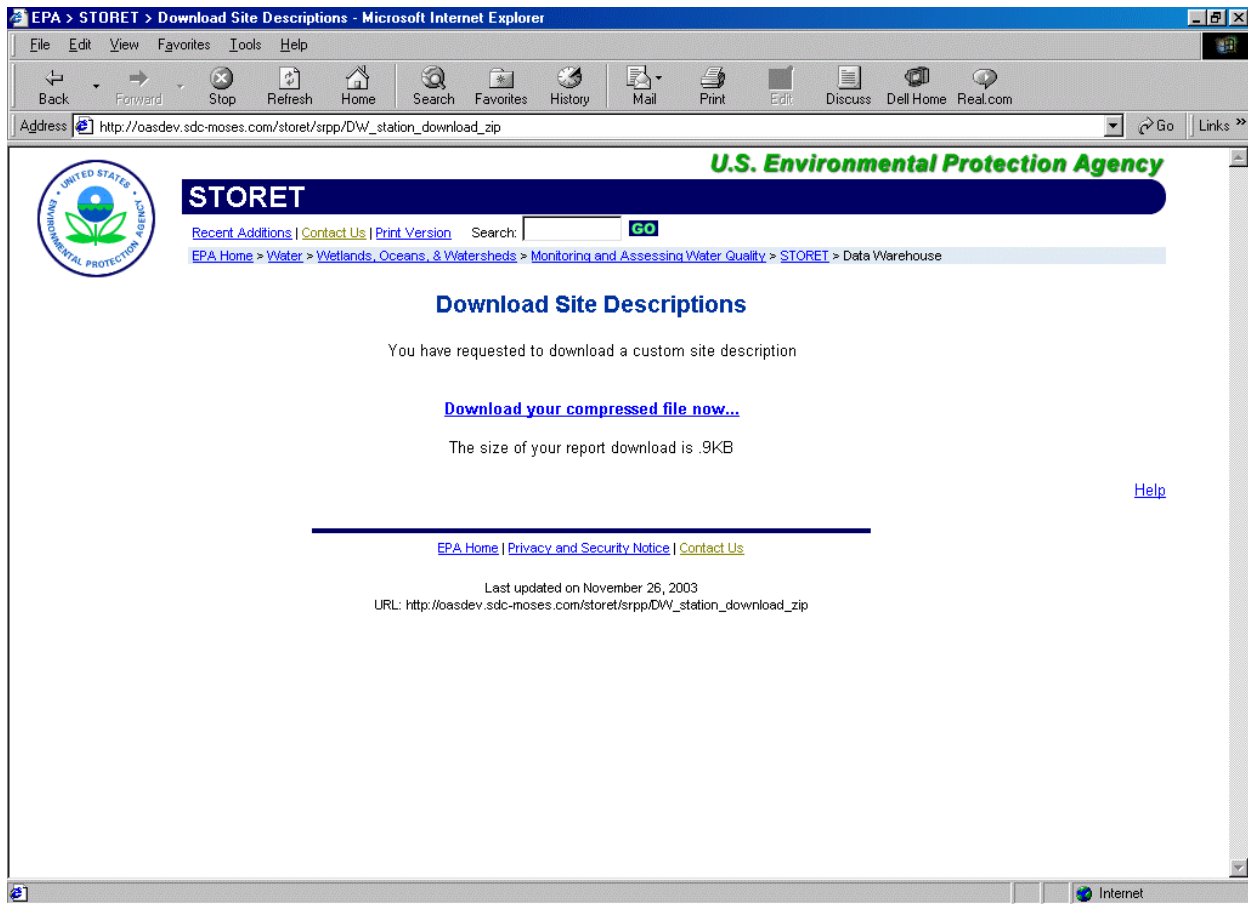 EPA > STORET > Download Site Descriptions - Microsoft Internet Explorer
File Edit View Favorites Tools Help
Back Forward Stop Refresh Home Search Favorites History Mail Print Edit Discuss Dell Home Real.com
Address http://oasdev.sdc-moses.com/storet/srpp/DW_station_download_zip Go Links »
U.S. Environmental Protection Agency
UNITED STATES
ENVIRONMENTAL PROTECTION AGENCY
STORET
Recent Additions | Contact Us | Print Version Search: GO
EPA Home > Water > Wetlands, Oceans, & Watersheds > Monitoring and Assessing Water Quality > STORET > Data Warehouse
Download Site Descriptions
You have requested to download a custom site description
Download your compressed file now...
The size of your report download is .9KB
Help
EPA Home | Privacy and Security Notice | Contact Us
Last updated on November 26, 2003
URL: http://oasdev.sdc-moses.com/storet/srpp/DW_station_download_zip
Internet